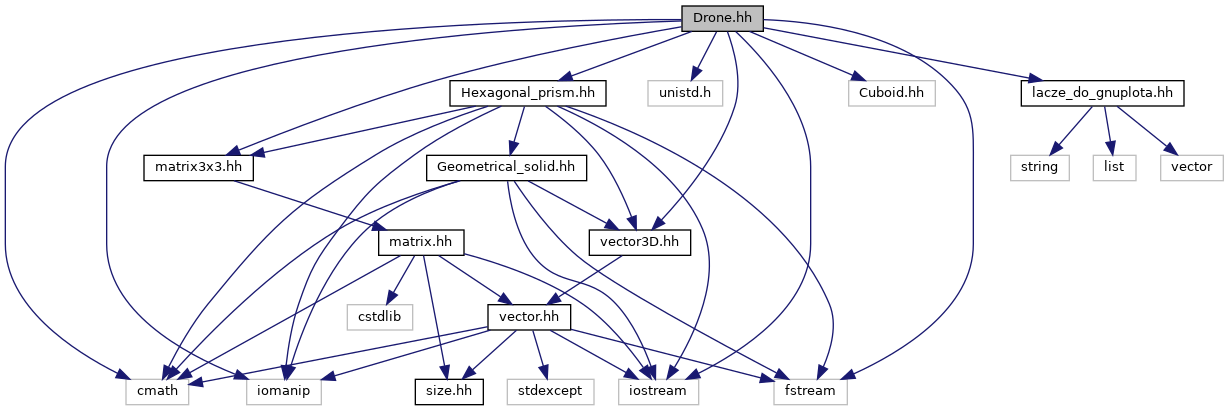 Drone.hh
Hexagonal_prism.hh
unistd.h
Cuboid.hh
lacze_do_gnuplota.hh
matrix3x3.hh
Geometrical_solid.hh
string
list
vector
matrix.hh
vector3D.hh
cstdlib
vector.hh
cmath
iomanip
size.hh
stdexcept
iostream
fstream